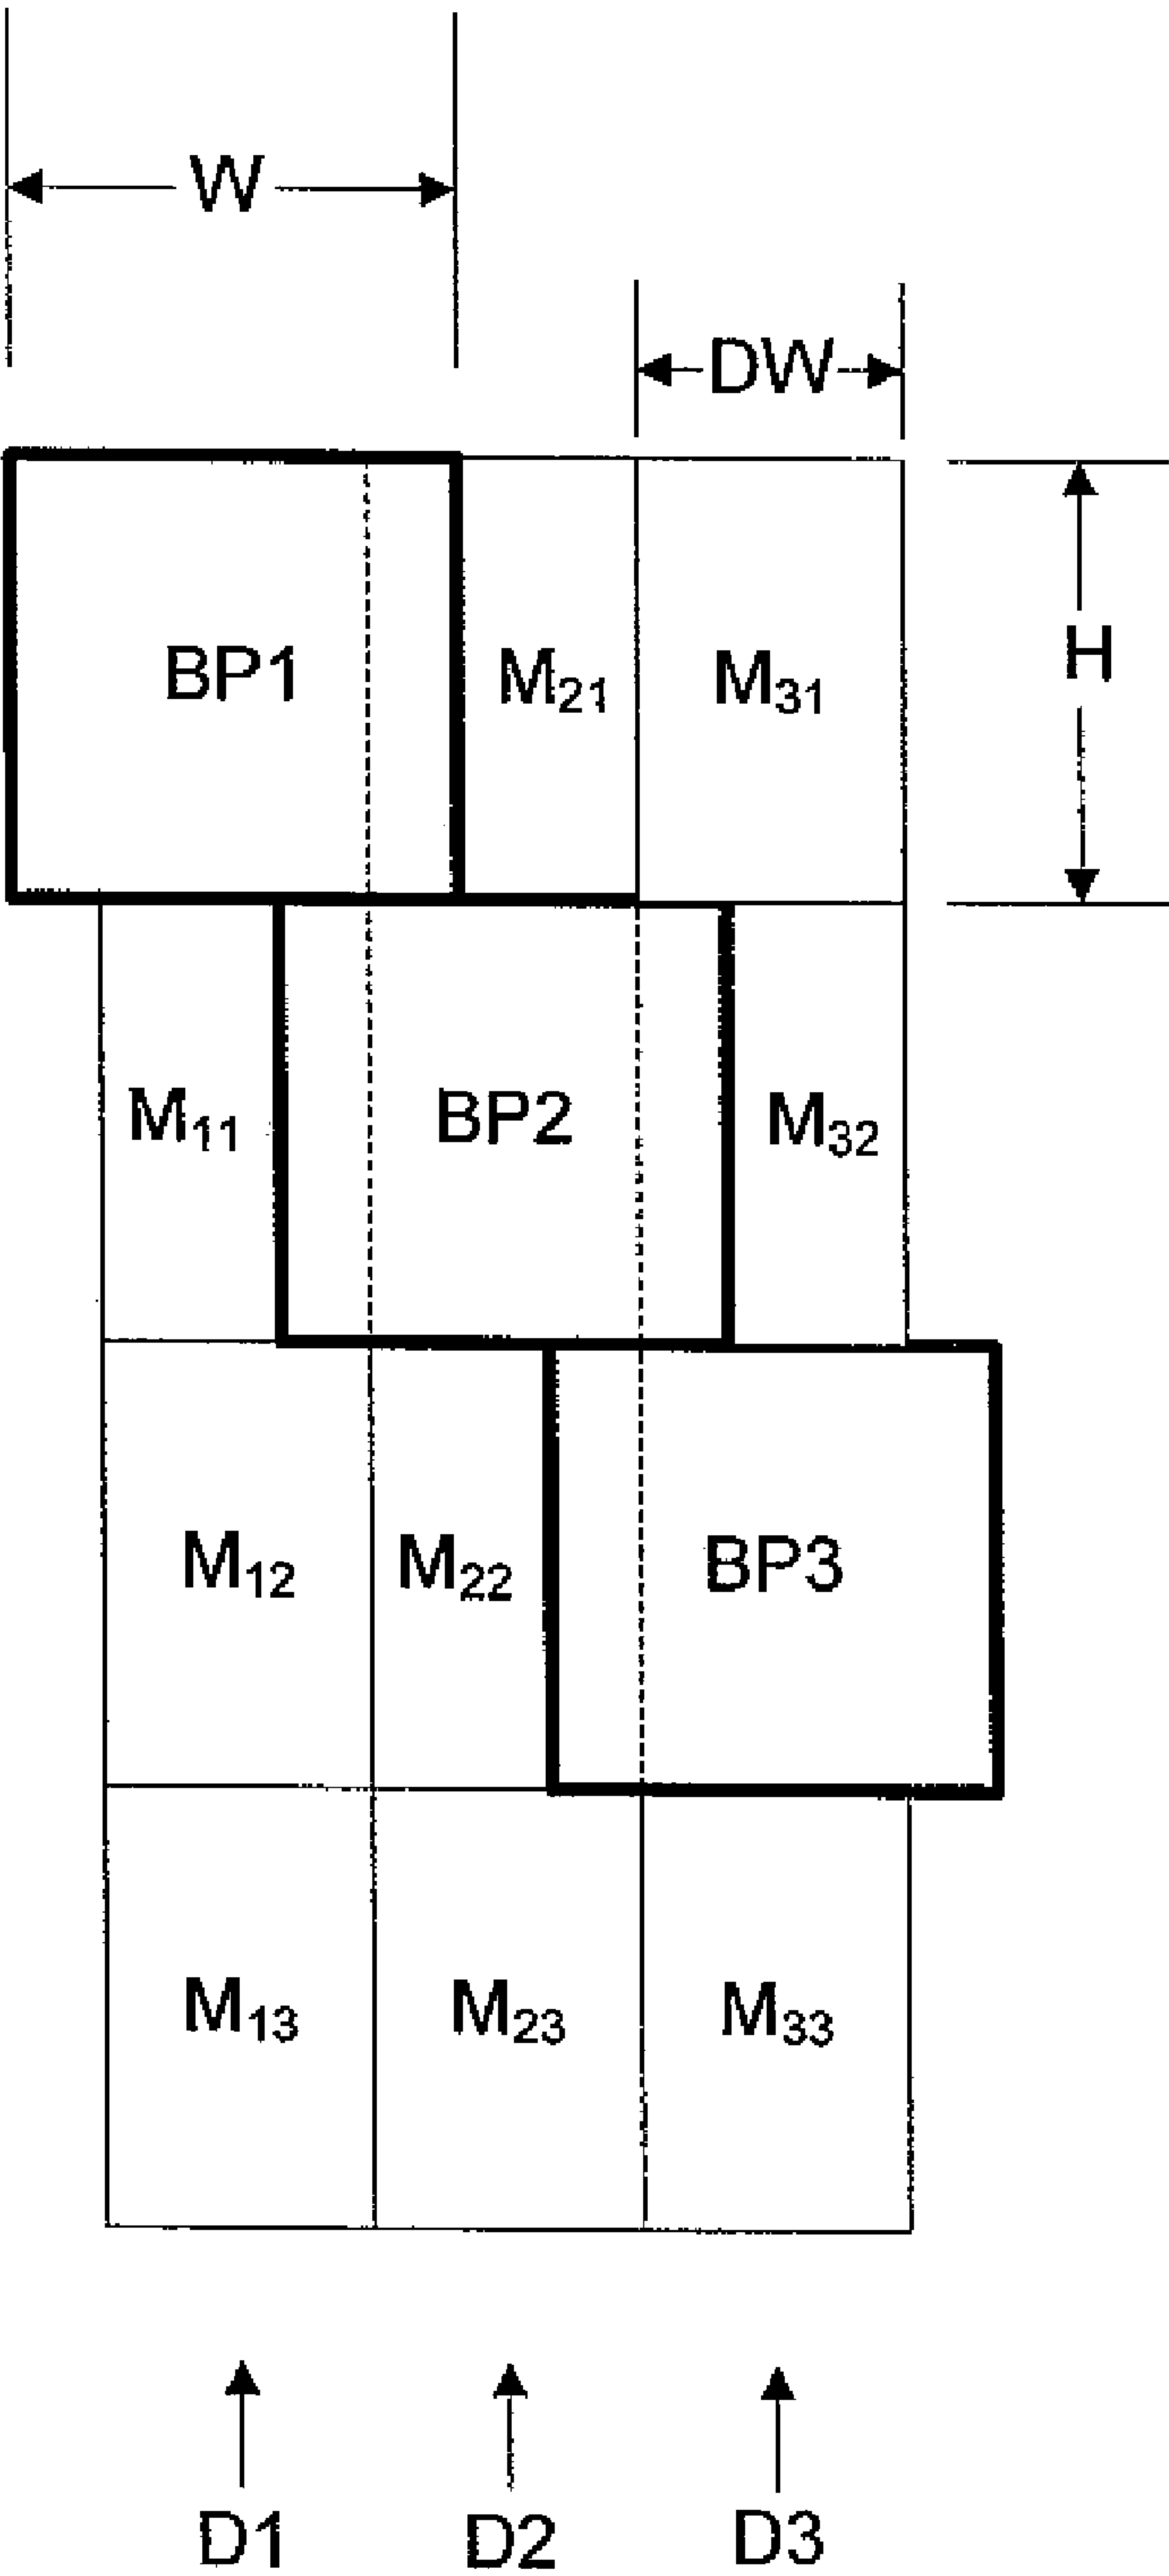 W
DW
BP1 M₂₁ M₃₁ H
M₁₁ BP2 M₃₂
M₁₂ M₂₂ BP3
M₁₃ M₂₃ M₃₃
D1 D2 D3